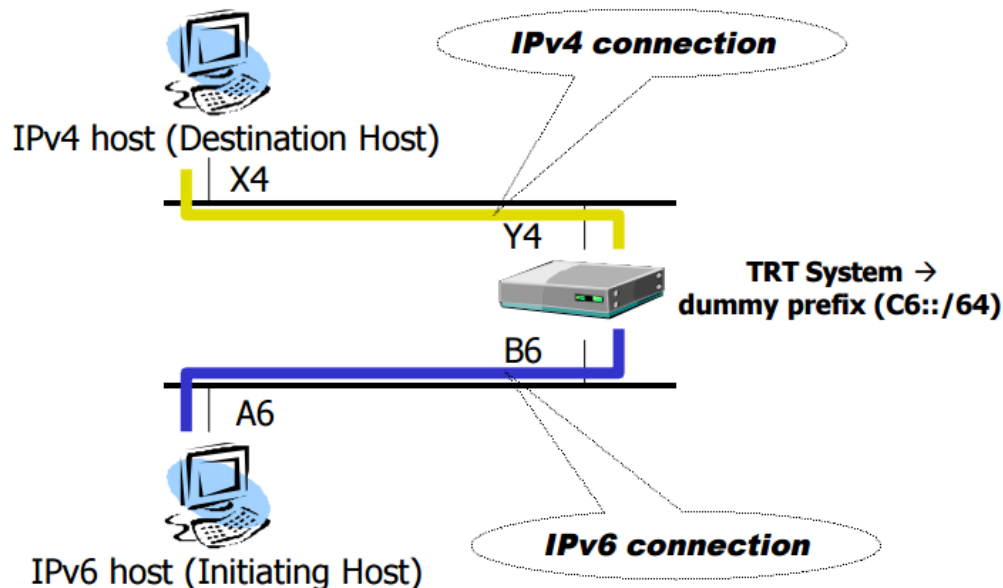 IPv4 connection
IPv4 host (Destination Host)
X4
Y4
TRT System →
dummy prefix (C6::/64)
B6
A6
IPv6 connection
IPv6 host (Initiating Host)